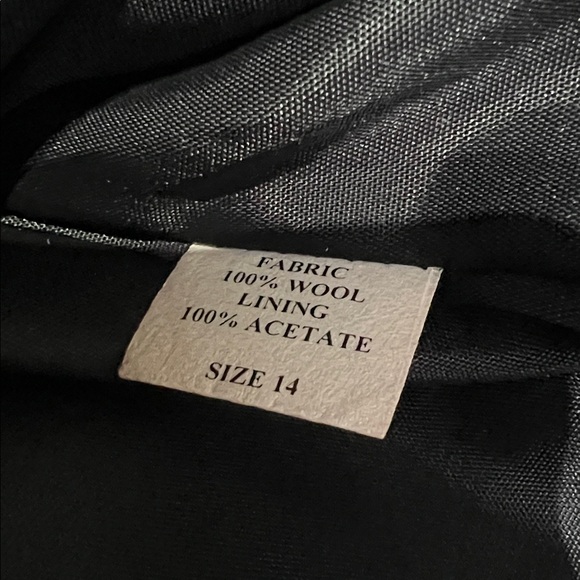 FABRIC
100% WOOL
LINING
100% ACETATE
SIZE 14